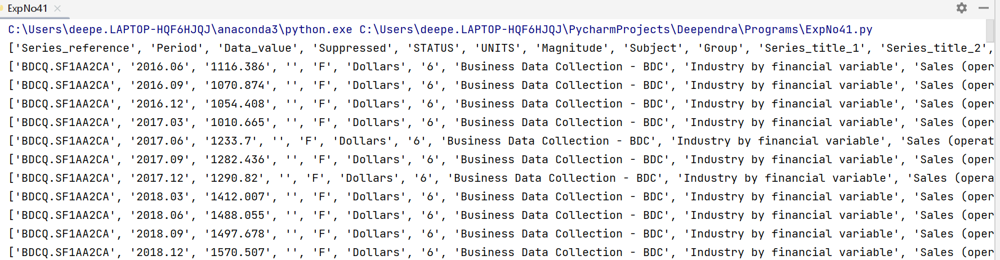 ExpNo41
C:\Users\deepe.LAPTOP-HQF6HJQJ\anaconda3\python.exe C:\Users\deepe.LAPTOP-HQF6HJQJ\PycharmProjects\Deependra\Programs\ExpNo41.py
['Series_reference', 'Period', 'Data_value', 'Suppressed', 'STATUS', 'UNITS', 'Magnitude', 'Subject', 'Group', 'Series_title_1', 'Series_title_2',
['BDCQ.SF1AA2CA', '2016.06', '1116.386', '', 'F', 'Dollars', '6', 'Business Data Collection - BDC', 'Industry by financial variable', 'Sales (oper
['BDCQ.SF1AA2CA', '2016.09', '1070.874', '', 'F', 'Dollars', '6', 'Business Data Collection - BDC', 'Industry by financial variable', 'Sales (oper
['BDCQ.SF1AA2CA', '2016.12', '1054.408', '', 'F', 'Dollars', '6', 'Business Data Collection - BDC', 'Industry by financial variable', 'Sales (oper
['BDCQ.SF1AA2CA', '2017.03', '1010.665', '', 'F', 'Dollars', '6', 'Business Data Collection - BDC', 'Industry by financial variable', 'Sales (oper
['BDCQ.SF1AA2CA', '2017.06', '1233.7', '', 'F', 'Dollars', '6', 'Business Data Collection - BDC', 'Industry by financial variable', 'Sales (operat
['BDCQ.SF1AA2CA', '2017.09', '1282.436', '', 'F', 'Dollars', '6', 'Business Data Collection - BDC', 'Industry by financial variable', 'Sales (oper
['BDCQ.SF1AA2CA', '2017.12', '1290.82', '', 'F', 'Dollars', '6', 'Business Data Collection - BDC', 'Industry by financial variable', 'Sales (opera
['BDCQ.SF1AA2CA', '2018.03', '1412.007', '', 'F', 'Dollars', '6', 'Business Data Collection - BDC', 'Industry by financial variable', 'Sales (oper
['BDCQ.SF1AA2CA', '2018.06', '1488.055', '', 'F', 'Dollars', '6', 'Business Data Collection - BDC', 'Industry by financial variable', 'Sales (oper
['BDCQ.SF1AA2CA', '2018.09', '1497.678', '', 'F', 'Dollars', '6', 'Business Data Collection - BDC', 'Industry by financial variable', 'Sales (oper
['BDCQ.SF1AA2CA', '2018.12', '1570.507', '', 'F', 'Dollars', '6', 'Business Data Collection - BDC', 'Industry by financial variable', 'Sales (oper